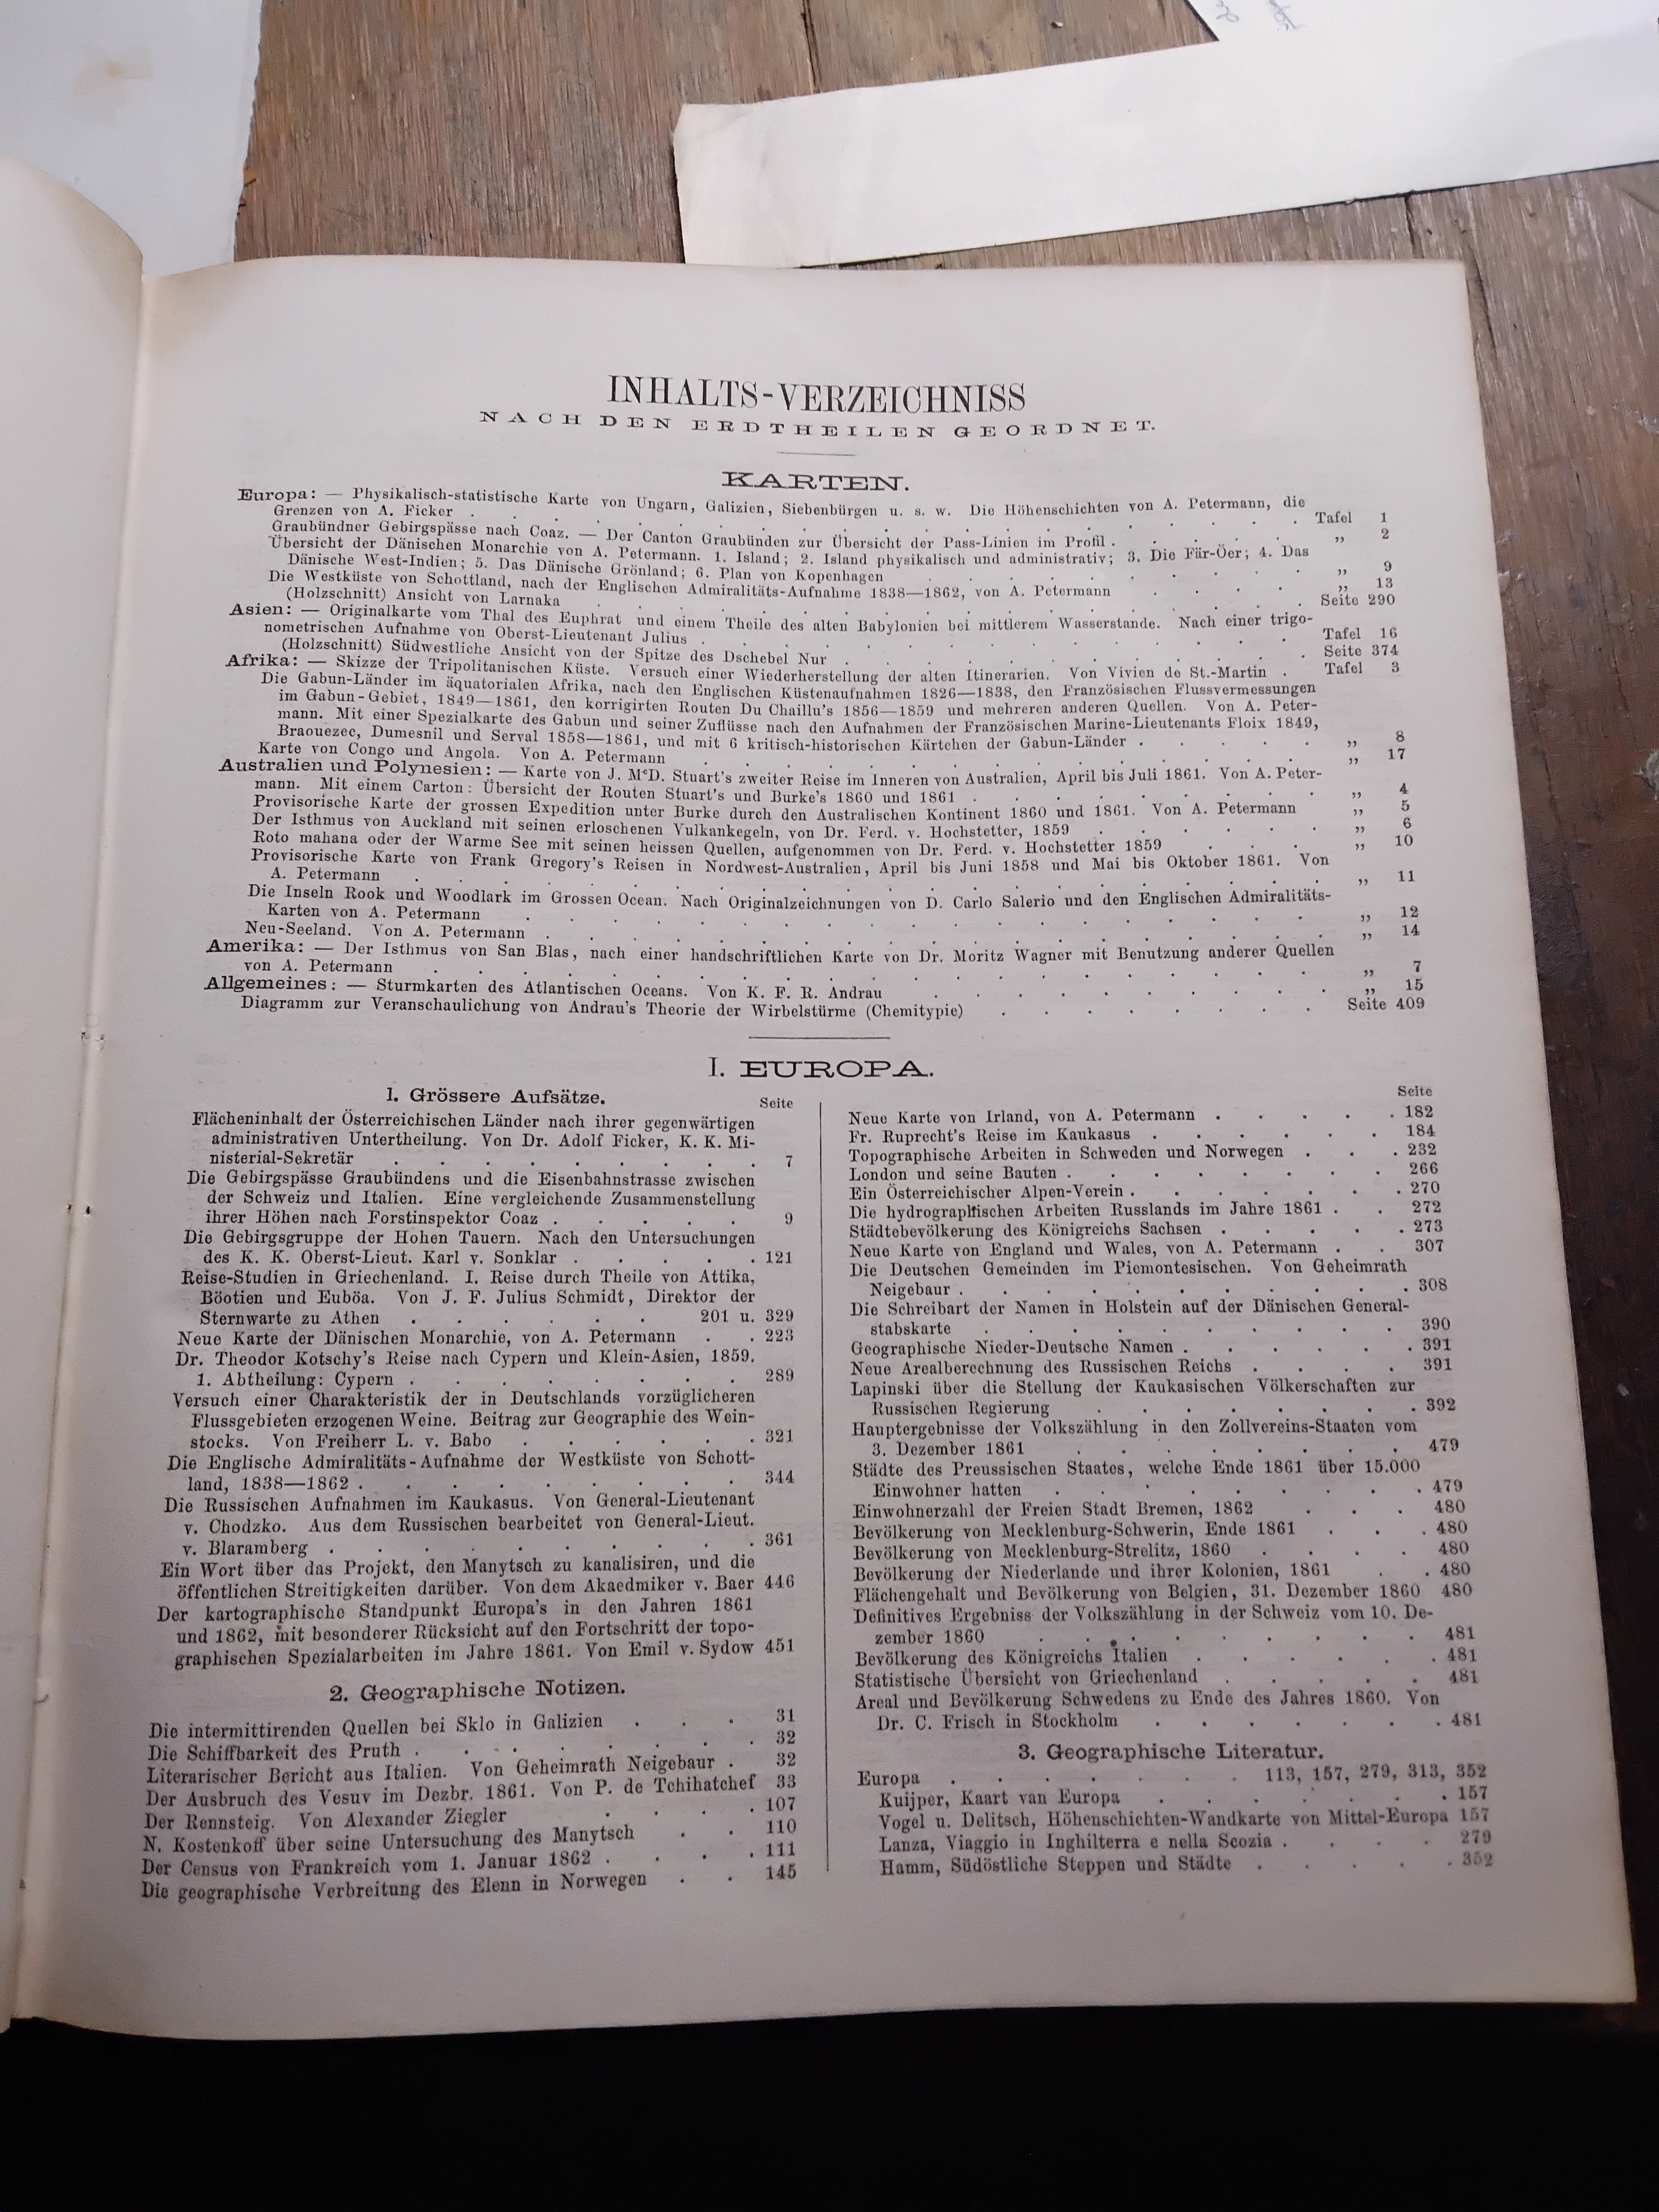 INHALTS-VERZEICHNISS
NACH DEN ERDTHEILEN GEORDNET.
KARTEN.
Europa: — Physikalisch-statistische Karte von Ungarn, Galizien, Siebenbürgen u. s. w. Die Höhenschichten von A. Petermann, die
Grenzen von A. Ficker . . . . . . . . . . Tafel 1
Graubündner Gebirgspässe nach Coaz. — Der Canton Graubünden zur Übersicht der Pass-Linien im Profil . . . . . „ 2
Übersicht der Dänischen Monarchie von A. Petermann. 1. Island; 2. Island physikalisch und administrativ; 3. Die Fär-Öer; 4. Das
Dänische West-Indien; 5. Das Dänische Grönland; 6. Plan von Kopenhagen . . . . . . . . „ 9
Die Westküste von Schottland, nach der Englischen Admiralitäts-Aufnahme 1838—1862, von A. Petermann . . . . „ 13
(Holzschnitt) Ansicht von Larnaka . . . . . . . . . Seite 290
Asien: — Originalkarte vom Thal des Euphrat und einem Theile des alten Babylonien bei mittlerem Wasserstande. Nach einer trigo-
nometrischen Aufnahme von Oberst-Lieutenant Julius . . . . . . . . Tafel 16
(Holzschnitt) Südwestliche Ansicht von der Spitze des Dschebel Nur . . . . . . . . Seite 374
Afrika: — Skizze der Tripolitanischen Küste. Versuch einer Wiederherstellung der alten Itinerarien. Von Vivien de St.-Martin . Tafel 3
Die Gabun-Länder im äquatorialen Afrika, nach den Englischen Küstenaufnahmen 1826—1838, den Französischen Flussvermessungen
im Gabun-Gebiet, 1849—1861, den korrigirten Routen Du Chaillu's 1856—1859 und mehreren anderen Quellen. Von A. Peter-
mann. Mit einer Spezialkarte des Gabun und seiner Zuflüsse nach den Aufnahmen der Französischen Marine-Lieutenants Floix 1849,
Braouezec, Dumesnil und Serval 1858—1861, und mit 6 kritisch-historischen Kärtchen der Gabun-Länder . . . . . „ 8
Karte von Congo und Angola. Von A. Petermann . . . . . . . . „ 17
Australien und Polynesien: — Karte von J. McD. Stuart's zweiter Reise im Inneren von Australien, April bis Juli 1861. Von A. Peter-
mann. Mit einem Carton: Übersicht der Routen Stuart's und Burke's 1860 und 1861 . . . . . . . „ 4
Provisorische Karte der grossen Expedition unter Burke durch den Australischen Kontinent 1860 und 1861. Von A. Petermann „ 5
Der Isthmus von Auckland mit seinen erloschenen Vulkankegeln, von Dr. Ferd. v. Hochstetter, 1859 . . . . . . „ 6
Roto mahana oder der Warme See mit seinen heissen Quellen, aufgenommen von Dr. Ferd. v. Hochstetter 1859 . . . „ 10
Provisorische Karte von Frank Gregory's Reisen in Nordwest-Australien, April bis Juni 1858 und Mai bis Oktober 1861. Von
A. Petermann . . . . . . . . . . . „ 11
Die Inseln Rook und Woodlark im Grossen Ocean. Nach Originalzeichnungen von D. Carlo Salerio und den Englischen Admiralitäts-
Karten von A. Petermann . . . . . . . . . . „ 12
Neu-Seeland. Von A. Petermann . . . . . . . . . . „ 14
Amerika: — Der Isthmus von San Blas, nach einer handschriftlichen Karte von Dr. Moritz Wagner mit Benutzung anderer Quellen
von A. Petermann . . . . . . . . . . . „ 7
Allgemeines: — Sturmkarten des Atlantischen Oceans. Von K. F. R. Andrau . . . . . . . . „ 15
Diagramm zur Veranschaulichung von Andrau's Theorie der Wirbelstürme (Chemitypie) . . . . . . . Seite 409
I. EUROPA.
1. Grössere Aufsätze.
Seite
Flächeninhalt der Österreichischen Länder nach ihrer gegenwärtigen
administrativen Untertheilung. Von Dr. Adolf Ficker, K. K. Mi-
nisterial-Sekretär . . . . . . . . . 7
Die Gebirgspässe Graubündens und die Eisenbahnstrasse zwischen
der Schweiz und Italien. Eine vergleichende Zusammenstellung
ihrer Höhen nach Forstinspektor Coaz . . . . . 9
Die Gebirgsgruppe der Hohen Tauern. Nach den Untersuchungen
des K. K. Oberst-Lieut. Karl v. Sonklar . . . . . 121
Reise-Studien in Griechenland. I. Reise durch Theile von Attika,
Böotien und Euböa. Von J. F. Julius Schmidt, Direktor der
Sternwarte zu Athen . . . . . . 201 u. 329
Neue Karte der Dänischen Monarchie, von A. Petermann . . 223
Dr. Theodor Kotschy's Reise nach Cypern und Klein-Asien, 1859.
1. Abtheilung: Cypern . . . . . . . . 289
Versuch einer Charakteristik der in Deutschlands vorzüglicheren
Flussgebieten erzogenen Weine. Beitrag zur Geographie des Wein-
stocks. Von Freiherr L. v. Babo . . . . . . 321
Die Englische Admiralitäts-Aufnahme der Westküste von Schott-
land, 1838—1862 . . . . . . . . . 344
Die Russischen Aufnahmen im Kaukasus. Von General-Lieutenant
v. Chodzko. Aus dem Russischen bearbeitet von General-Lieut.
v. Blaramberg . . . . . . . . . . 361
Ein Wort über das Projekt, den Manytsch zu kanalisiren, und die
öffentlichen Streitigkeiten darüber. Von dem Akaedmiker v. Baer 446
Der kartographische Standpunkt Europa's in den Jahren 1861
und 1862, mit besonderer Rücksicht auf den Fortschritt der topo-
graphischen Spezialarbeiten im Jahre 1861. Von Emil v. Sydow 451
2. Geographische Notizen.
Die intermittirenden Quellen bei Sklo in Galizien . . . 31
Die Schiffbarkeit des Pruth . . . . . . . . 32
Literarischer Bericht aus Italien. Von Geheimrath Neigebaur . 32
Der Ausbruch des Vesuv im Dezbr. 1861. Von P. de Tchihatchef 33
Der Rennsteig. Von Alexander Ziegler . . . . 107
N. Kostenkoff über seine Untersuchung des Manytsch . . 110
Der Census von Frankreich vom 1. Januar 1862 . . . . 111
Die geographische Verbreitung des Elenn in Norwegen . . 145
Seite
Neue Karte von Irland, von A. Petermann . . . . . 182
Fr. Ruprecht's Reise im Kaukasus . . . . . . 184
Topographische Arbeiten in Schweden und Norwegen . . . 232
London und seine Bauten . . . . . . . . 266
Ein Österreichischer Alpen-Verein . . . . . . . 270
Die hydrographischen Arbeiten Russlands im Jahre 1861 . . 272
Städtebevölkerung des Königreichs Sachsen . . . . . 273
Neue Karte von England und Wales, von A. Petermann . . 307
Die Deutschen Gemeinden im Piemontesischen. Von Geheimrath
Neigebaur . . . . . . . . . . . 308
Die Schreibart der Namen in Holstein auf der Dänischen General-
stabskarte . . . . . . . . . . 390
Geographische Nieder-Deutsche Namen . . . . . . 391
Neue Arealberechnung des Russischen Reichs . . . . 391
Lapinski über die Stellung der Kaukasischen Völkerschaften zur
Russischen Regierung . . . . . . . . 392
Hauptergebnisse der Volkszählung in den Zollvereins-Staaten vom
3. Dezember 1861 . . . . . . . . 479
Städte des Preussischen Staates, welche Ende 1861 über 15.000
Einwohner hatten . . . . . . . . . 479
Einwohnerzahl der Freien Stadt Bremen, 1862 . . . 480
Bevölkerung von Mecklenburg-Schwerin, Ende 1861 . . . 480
Bevölkerung von Mecklenburg-Strelitz, 1860 . . . . 480
Bevölkerung der Niederlande und ihrer Kolonien, 1861 . . 480
Flächengehalt und Bevölkerung von Belgien, 31. Dezember 1860 480
Definitives Ergebniss der Volkszählung in der Schweiz vom 10. De-
zember 1860 . . . . . . . . . 481
Bevölkerung des Königreichs Italien . . . . . . 481
Statistische Übersicht von Griechenland . . . . . 481
Areal und Bevölkerung Schwedens zu Ende des Jahres 1860. Von
Dr. C. Frisch in Stockholm . . . . . . . 481
3. Geographische Literatur.
Europa . . . . . . . 113, 157, 279, 313, 352
Kuijper, Kaart van Europa . . . . . . . 157
Vogel u. Delitsch, Höhenschichten-Wandkarte von Mittel-Europa 157
Lanza, Viaggio in Inghilterra e nella Scozia . . . . 279
Hamm, Südöstliche Steppen und Städte . . . . . 352